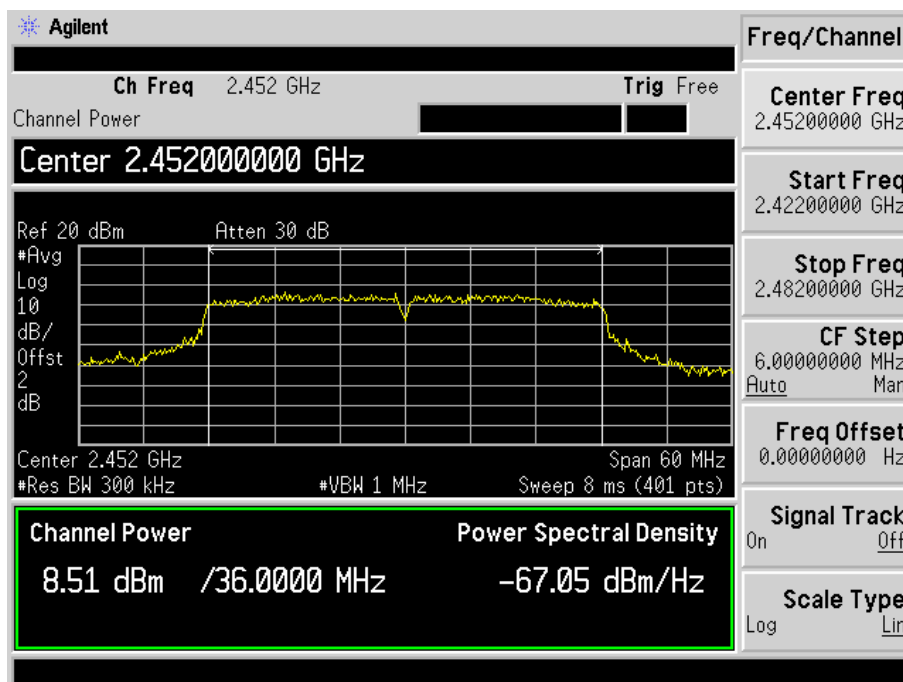 Agilent
Freq/Channel
Ch Freq 2.452 GHz Trig Free
Channel Power
Center 2.452000000 GHz
Ref 20 dBm Atten 30 dB
#Avg
Log
10
dB/
Offst
2
dB
Center 2.452 GHz Span 60 MHz
#Res BW 300 kHz #VBW 1 MHz Sweep 8 ms (401 pts)
Channel Power Power Spectral Density
8.51 dBm /36.0000 MHz -67.05 dBm/Hz
Center Freq
2.45200000 GHz
Start Freq
2.42200000 GHz
Stop Freq
2.48200000 GHz
CF Step
6.00000000 MHz
Auto Man
Freq Offset
0.00000000 Hz
Signal Track
On Off
Scale Type
Log Lin